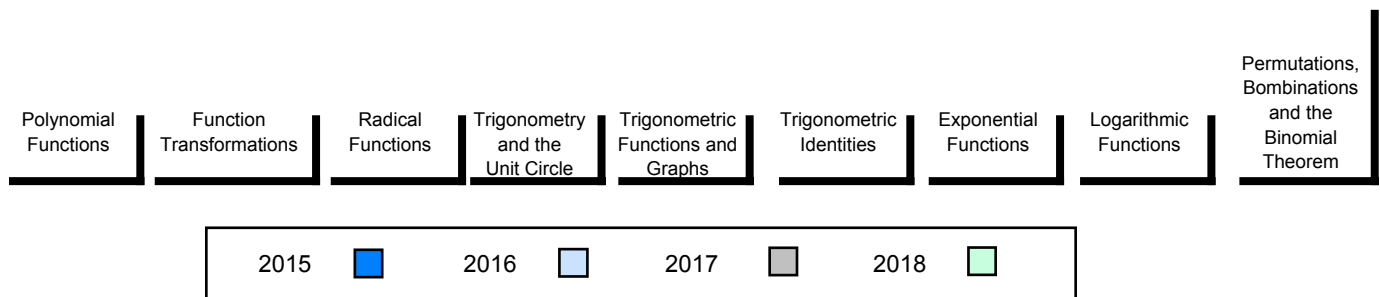 Polynomial
Functions
Function
Transformations
Radical
Functions
Trigonometry
and the
Unit Circle
Trigonometric
Functions and
Graphs
Trigonometric
Identities
Exponential
Functions
Logarithmic
Functions
Permutations,
Bombinations
and the
Binomial
Theorem
2015 2016 2017 2018